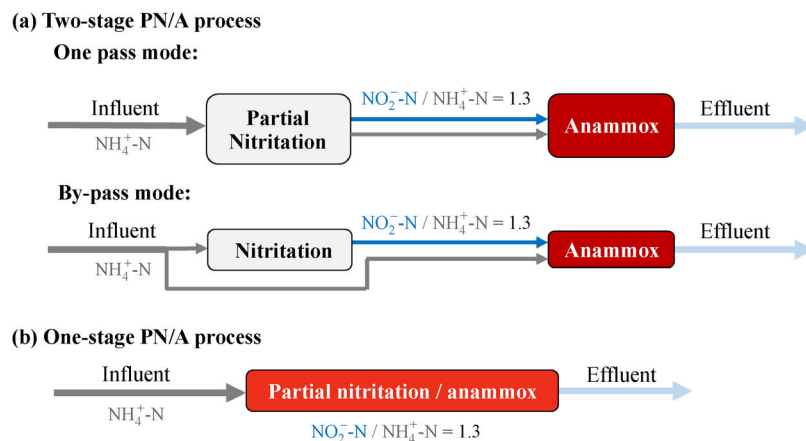 (a) Two-stage PN/A process
One pass mode:
Influent
NH₄⁺-N
Partial
Nitritation
NO₂⁻-N / NH₄⁺-N = 1.3
Anammox
Effluent
By-pass mode:
Influent
NH₄⁺-N
Nitritation
NO₂⁻-N / NH₄⁺-N = 1.3
Anammox
Effluent
(b) One-stage PN/A process
Influent
NH₄⁺-N
Partial nitritation / anammox
Effluent
NO₂⁻-N / NH₄⁺-N = 1.3